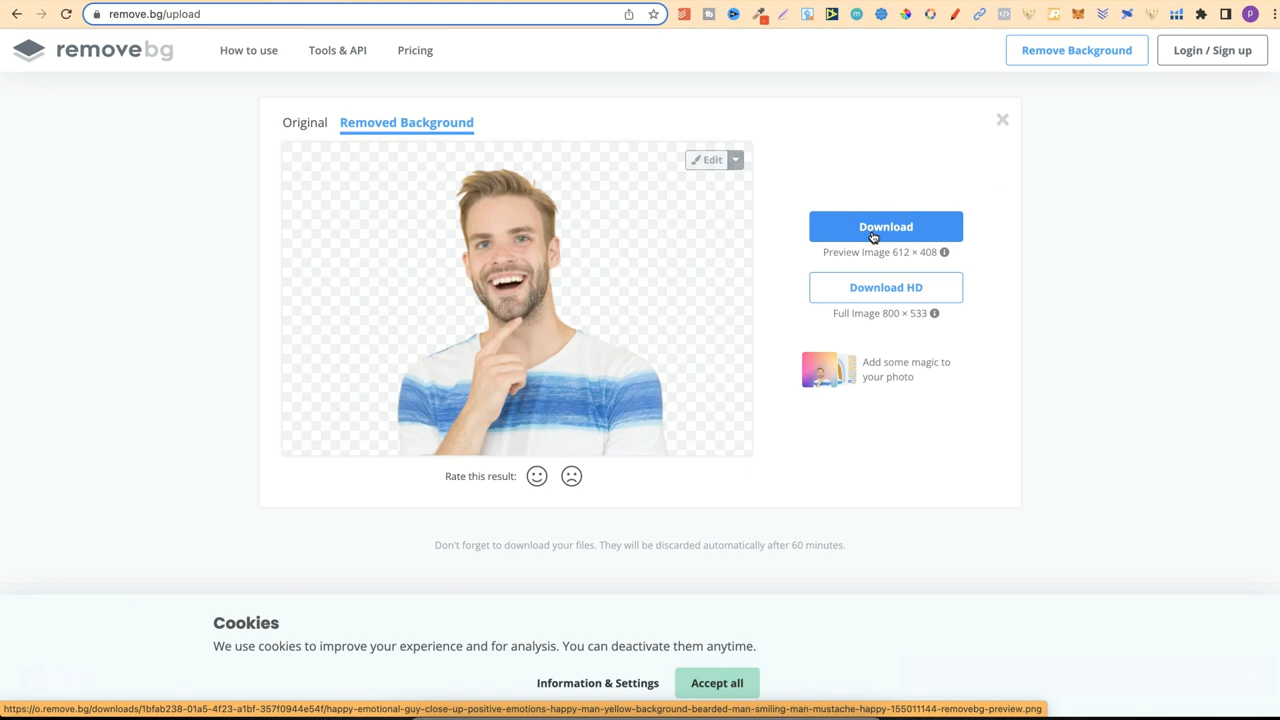 remove.bg/upload
removebg
How to use
Tools & API
Pricing
Remove Background
Login / Sign up
Original
Removed Background
Edit
Download
Preview Image 612 × 408
Download HD
Full Image 800 × 533
Add some magic to
your photo
Rate this result:
Don't forget to download your files. They will be discarded automatically after 60 minutes.
Cookies
We use cookies to improve your experience and for analysis. You can deactivate them anytime.
Information & Settings
Accept all
https://o.remove.bg/downloads/1bfab238-01a5-4f23-a1bf-357f0944e54f/happy-emotional-guy-close-up-positive-emotions-happy-man-yellow-background-bearded-man-smiling-man-mustache-happy-155011144-removebg-preview.png